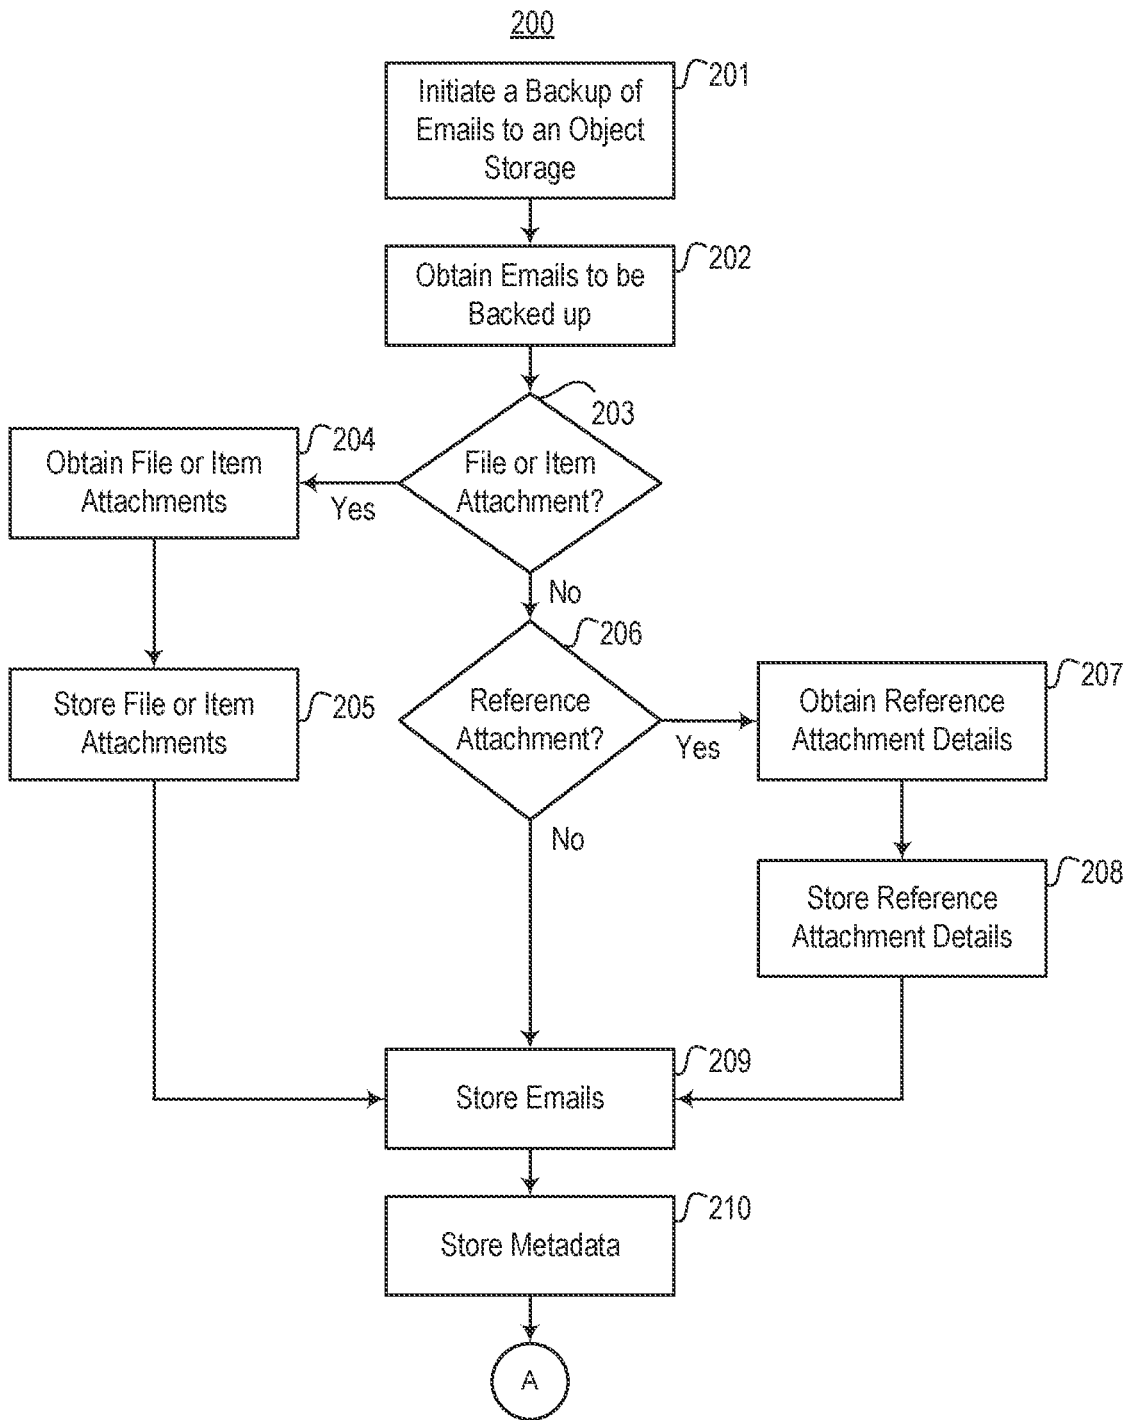 200
201
Initiate a Backup of
Emails to an Object
Storage
202
Obtain Emails to be
Backed up
203
File or Item
Attachment?
Yes
204
Obtain File or Item
Attachments
No
205
Store File or Item
Attachments
206
Reference
Attachment?
Yes
207
Obtain Reference
Attachment Details
No
208
Store Reference
Attachment Details
209
Store Emails
210
Store Metadata
A